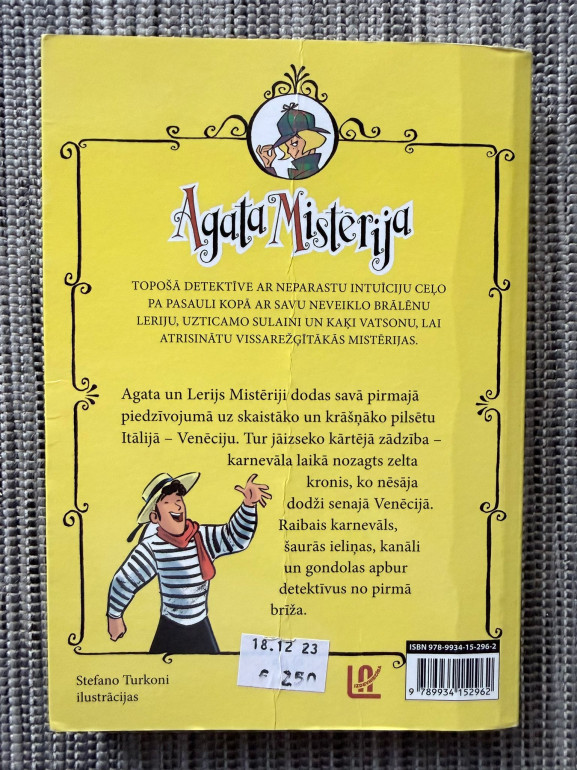 Agata Mistērija
TOPOŠĀ DETEKTĪVE AR NEPARASTU INTUĪCIJU CEĻO
PA PASAULI KOPĀ AR SAVU NEVEIKLO BRĀLĒNU
LERIJU, UZTICAMO SULAINI UN KAĶI VATSONU, LAI
ATRISINĀTU VISSAREŽĢĪTĀKĀS MISTĒRIJAS.
Agata un Lerijs Mistēriji dodas savā pirmajā
piedzīvojumā uz skaistāko un krāšņāko pilsētu
Itālijā – Venēciju. Tur jāizseko kārtējā zādzība –
karnevāla laikā nozagts zelta
kronis, ko nēsāja
dodži senajā Venēcijā.
Raibais karnevāls,
šaurās ieliņas, kanāli
un gondolas apbur
detektīvus no pirmā
brīža.
18.12 23
€ 250
Stefano Turkoni
ilustrācijas
ISBN 978-9934-15-296-2
9 789934 152962